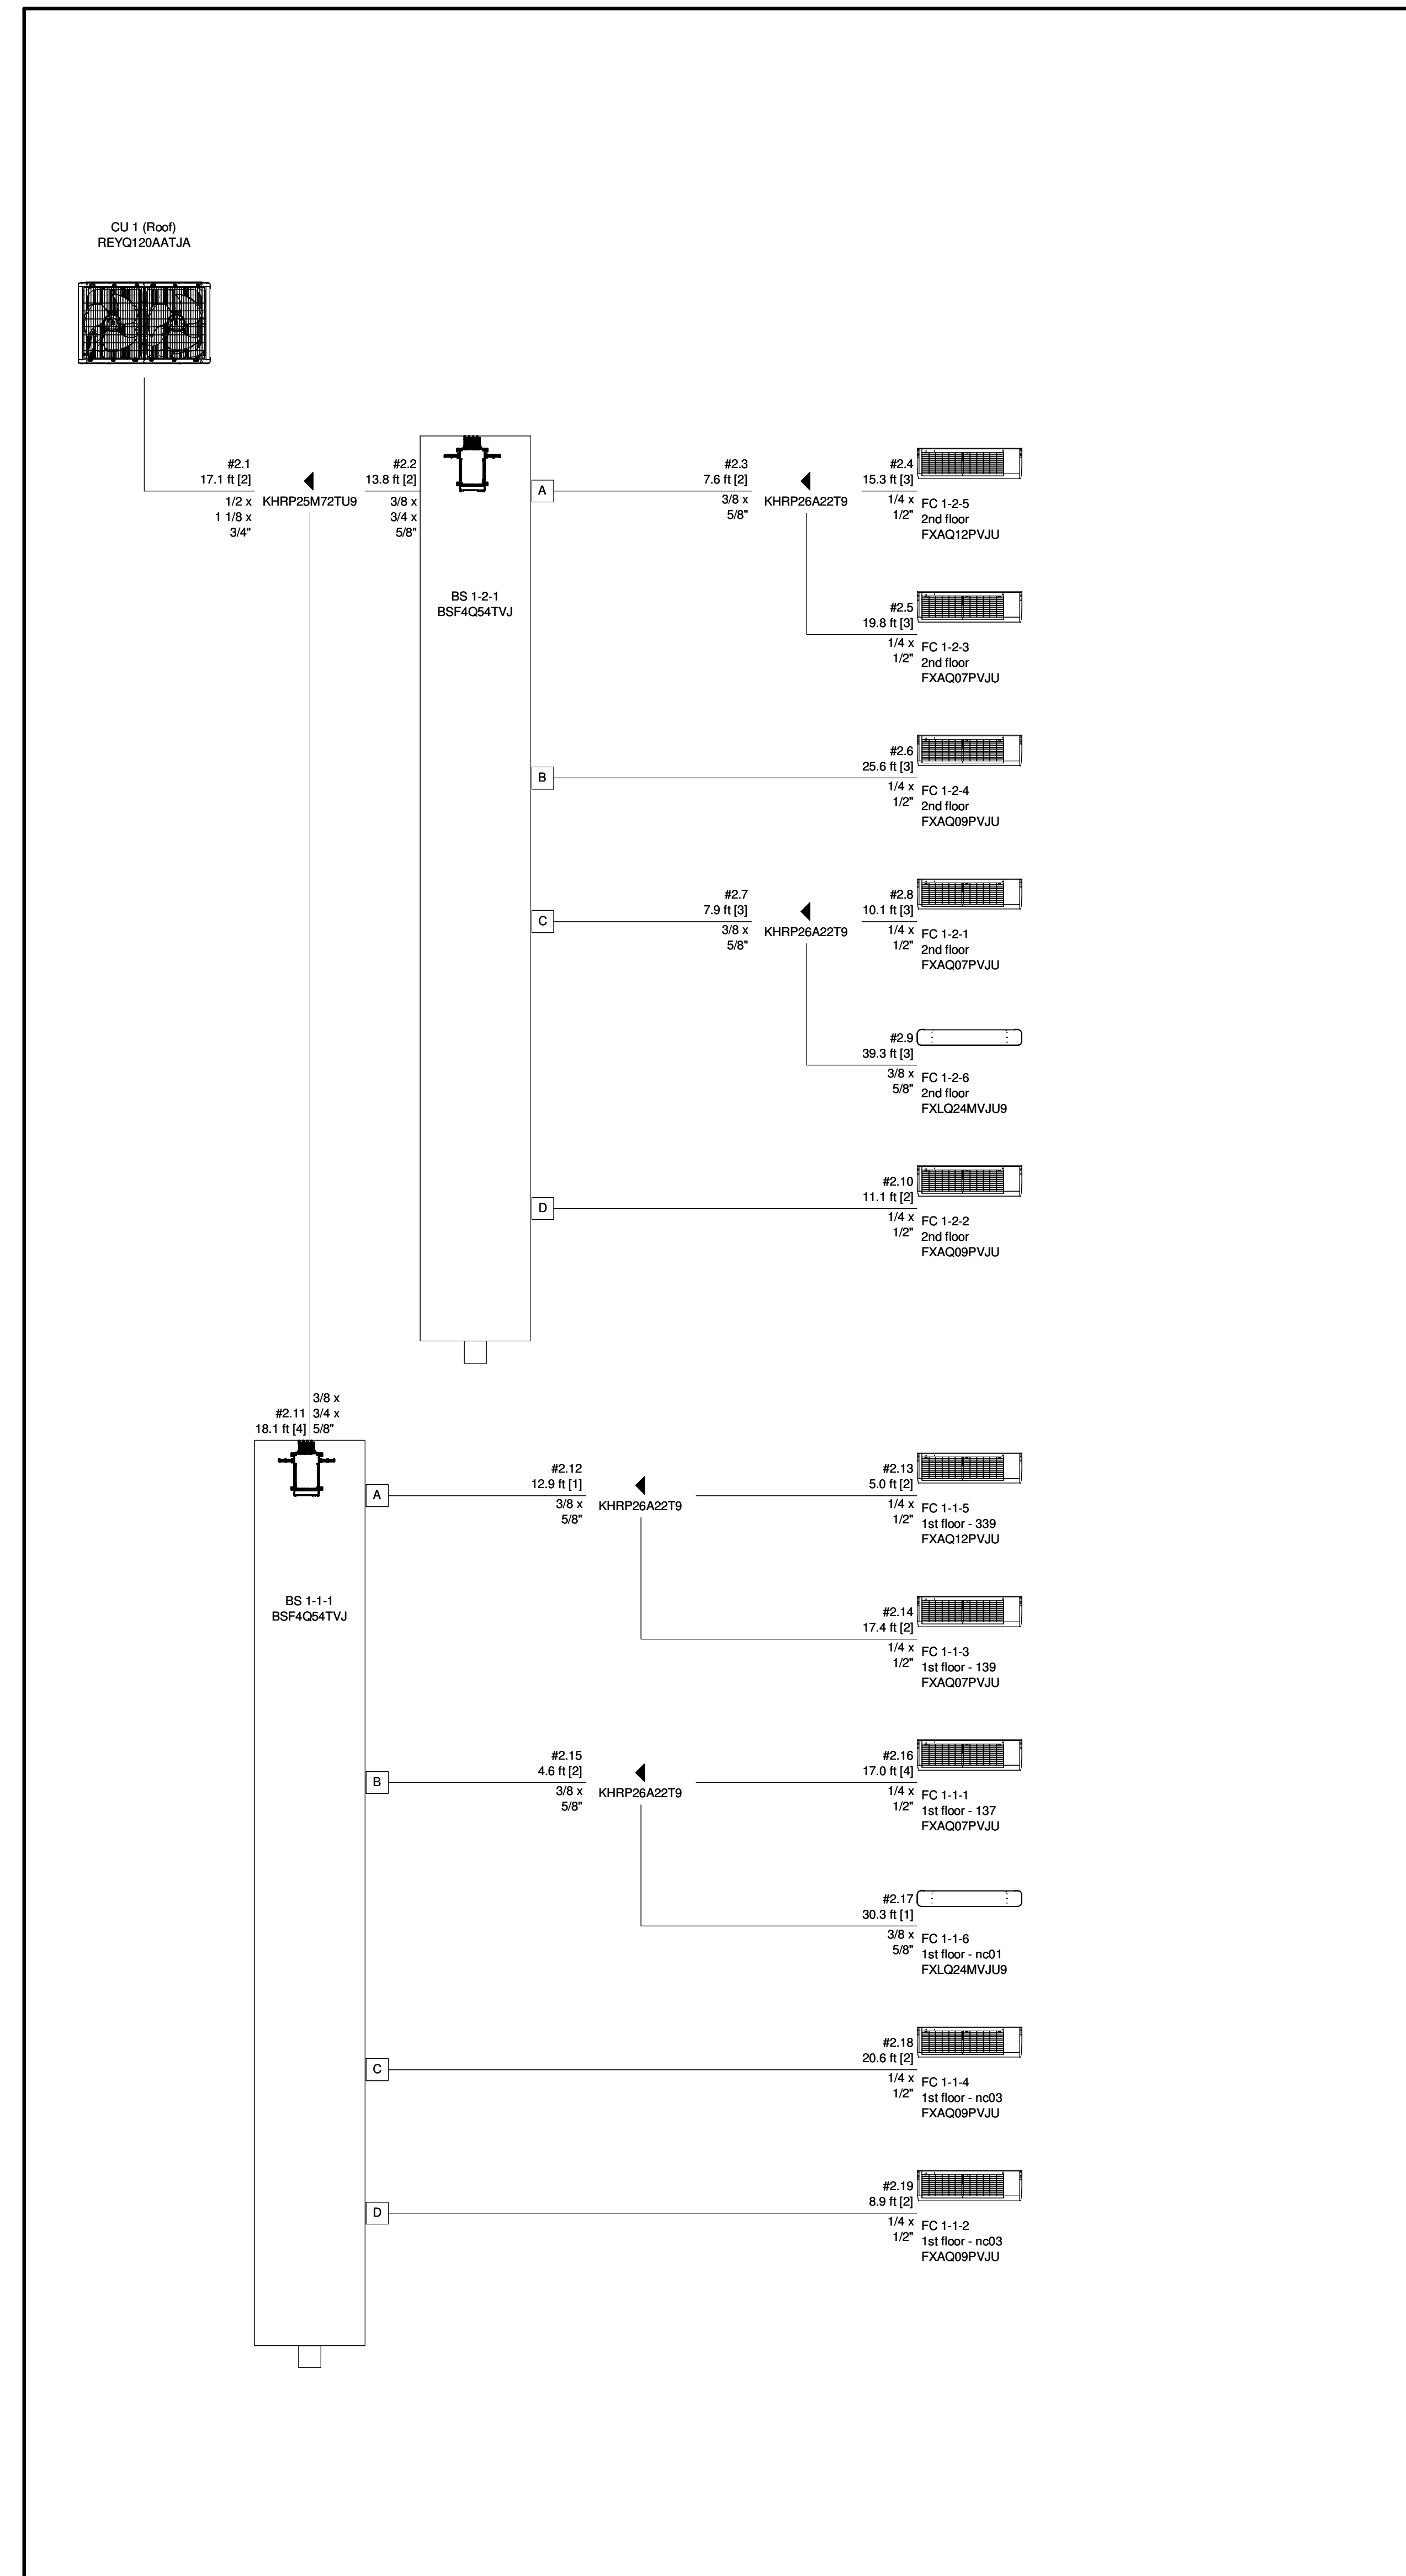 CU 1 (Roof)
REYQ120AATJA
#2.1
17.1 ft [2]
1/2 x
1 1/8 x
3/4"
KHRP25M72TU9
#2.2
13.8 ft [2]
3/8 x
3/4 x
5/8"
BS 1-2-1
BSF4Q54TVJ
A
#2.3
7.6 ft [2]
3/8 x
5/8"
KHRP26A22T9
#2.4
15.3 ft [3]
1/4 x
1/2"
FC 1-2-5
2nd floor
FXAQ12PVJU
#2.5
19.8 ft [3]
1/4 x
1/2"
FC 1-2-3
2nd floor
FXAQ07PVJU
B
#2.6
25.6 ft [3]
1/4 x
1/2"
FC 1-2-4
2nd floor
FXAQ09PVJU
C
#2.7
7.9 ft [3]
3/8 x
5/8"
KHRP26A22T9
#2.8
10.1 ft [3]
1/4 x
1/2"
FC 1-2-1
2nd floor
FXAQ07PVJU
#2.9
39.3 ft [3]
3/8 x
5/8"
FC 1-2-6
2nd floor
FXLQ24MVJU9
D
#2.10
11.1 ft [2]
1/4 x
1/2"
FC 1-2-2
2nd floor
FXAQ09PVJU
#2.11
18.1 ft [4]
3/8 x
3/4 x
5/8"
BS 1-1-1
BSF4Q54TVJ
A
#2.12
12.9 ft [1]
3/8 x
5/8"
KHRP26A22T9
#2.13
5.0 ft [2]
1/4 x
1/2"
FC 1-1-5
1st floor - 339
FXAQ12PVJU
#2.14
17.4 ft [2]
1/4 x
1/2"
FC 1-1-3
1st floor - 139
FXAQ07PVJU
B
#2.15
4.6 ft [2]
3/8 x
5/8"
KHRP26A22T9
#2.16
17.0 ft [4]
1/4 x
1/2"
FC 1-1-1
1st floor - 137
FXAQ07PVJU
#2.17
30.3 ft [1]
3/8 x
5/8"
FC 1-1-6
1st floor - nc01
FXLQ24MVJU9
C
#2.18
20.6 ft [2]
1/4 x
1/2"
FC 1-1-4
1st floor - nc03
FXAQ09PVJU
D
#2.19
8.9 ft [2]
1/4 x
1/2"
FC 1-1-2
1st floor - nc03
FXAQ09PVJU